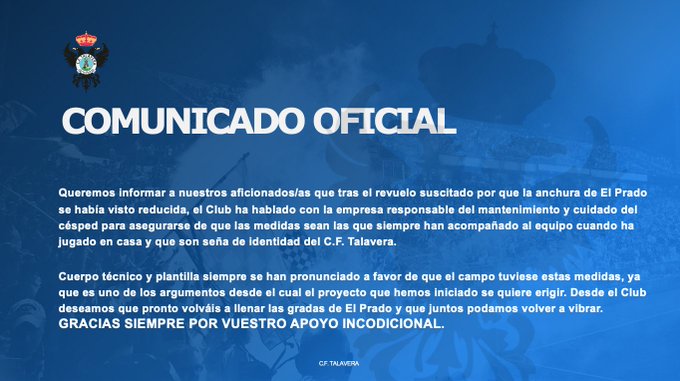 COMUNICADO OFICIAL
Queremos informar a nuestros aficionados/as que tras el revuelo suscitado por que la anchura de El Prado
se había visto reducida, el Club ha hablado con la empresa responsable del mantenimiento y cuidado del
césped para asegurarse de que las medidas sean las que siempre han acompañado al equipo cuando ha
jugado en casa y que son seña de identidad del C.F. Talavera.
Cuerpo técnico y plantilla siempre se han pronunciado a favor de que el campo tuviese estas medidas, ya
que es uno de los argumentos desde el cual el proyecto que hemos iniciado se quiere erigir. Desde el Club
deseamos que pronto volváis a llenar las gradas de El Prado y que juntos podamos volver a vibrar.
GRACIAS SIEMPRE POR VUESTRO APOYO INCODICIONAL.
C.F. TALAVERA